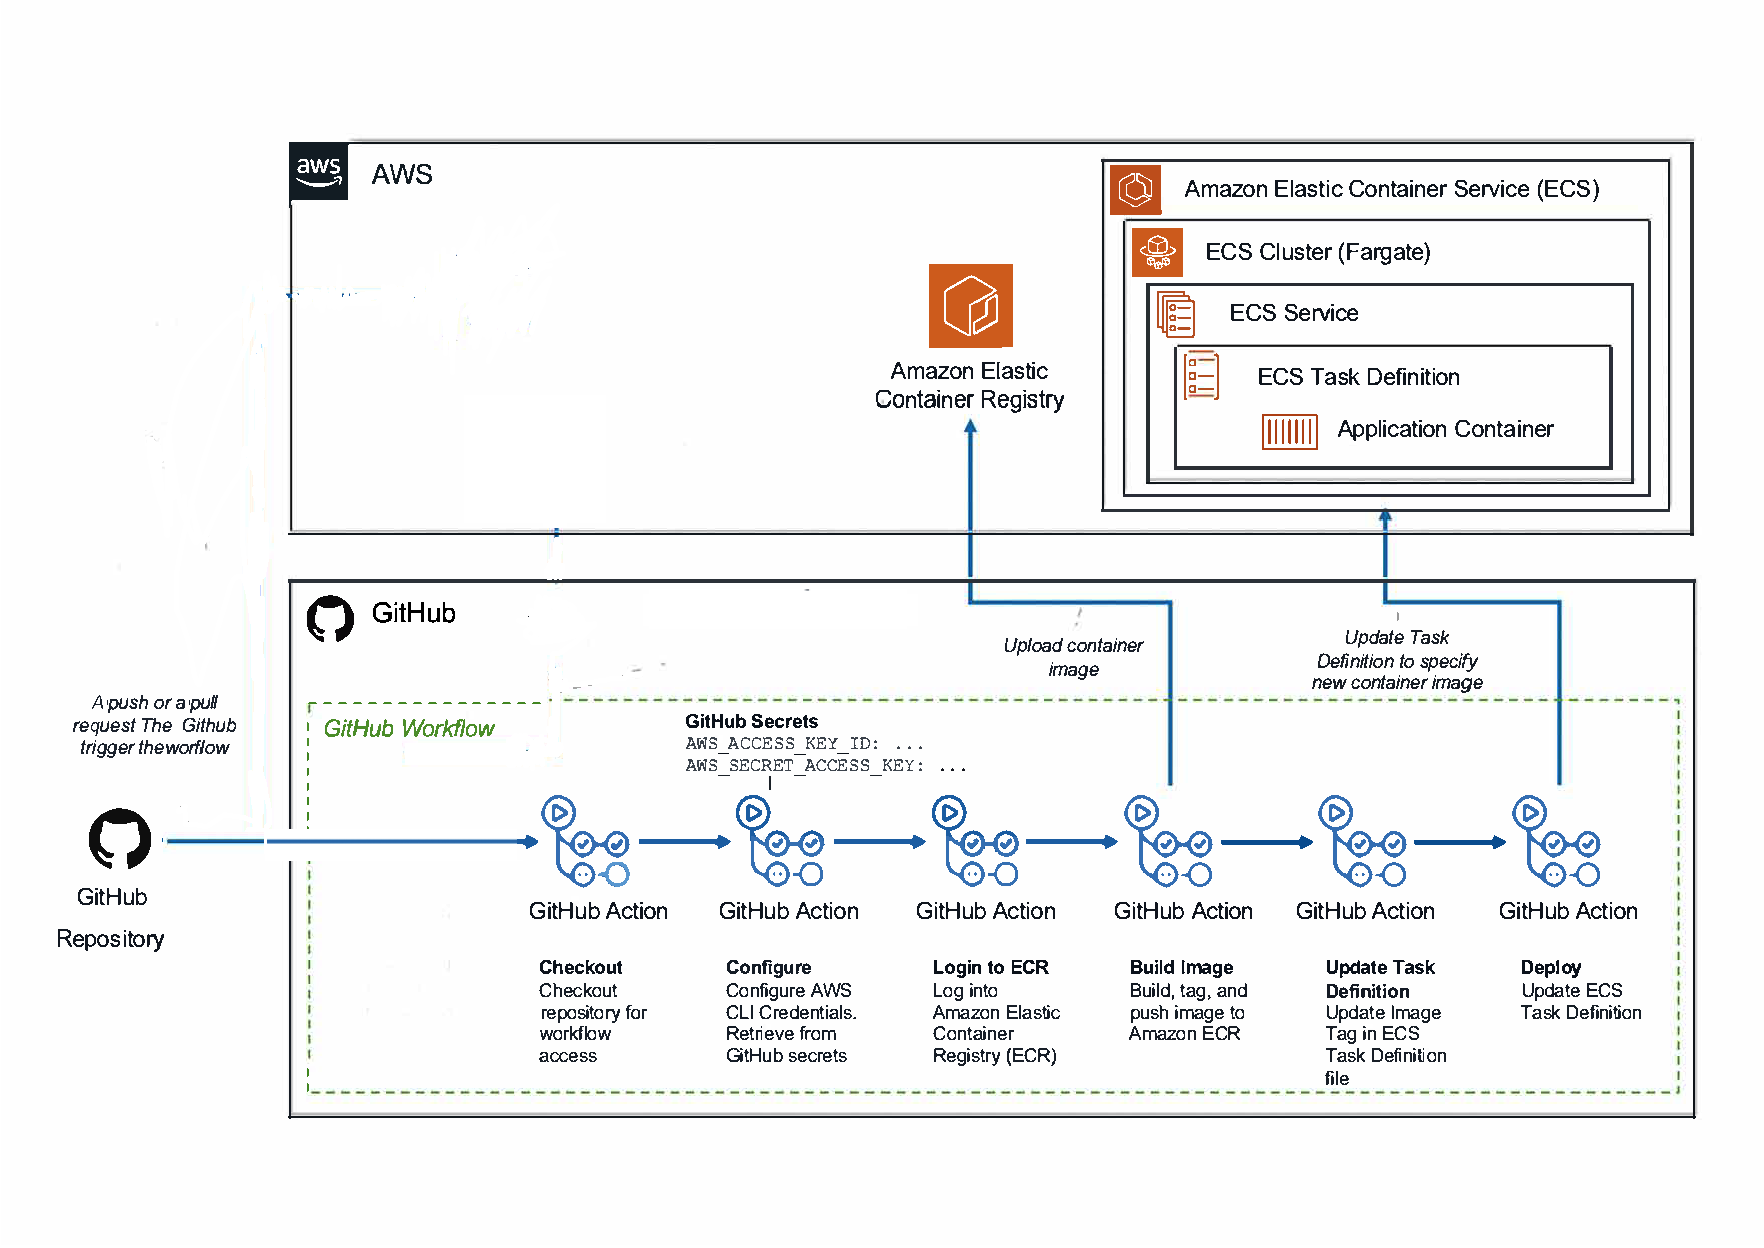 aws
AWS
Amazon Elastic Container Service (ECS)
ECS Cluster (Fargate)
ECS Service
ECS Task Definition
Application Container
Amazon Elastic
Container Registry
GitHub
Upload container
image
Update Task
Definition to specify
new container image
A push or a pull
request The Github
trigger theworflow
GitHub Workflow
GitHub Secrets
AWS_ACCESS_KEY_ID: ...
AWS_SECRET_ACCESS_KEY: ...
GitHub
Repository
GitHub Action
Checkout
Checkout
repository for
workflow
access
GitHub Action
Configure
Configure AWS
CLI Credentials.
Retrieve from
GitHub secrets
GitHub Action
Login to ECR
Log into
Amazon Elastic
Container
Registry (ECR)
GitHub Action
Build Image
Build, tag, and
push image to
Amazon ECR
GitHub Action
Update Task
Definition
Update Image
Tag in ECS
Task Definition
file
GitHub Action
Deploy
Update ECS
Task Definition